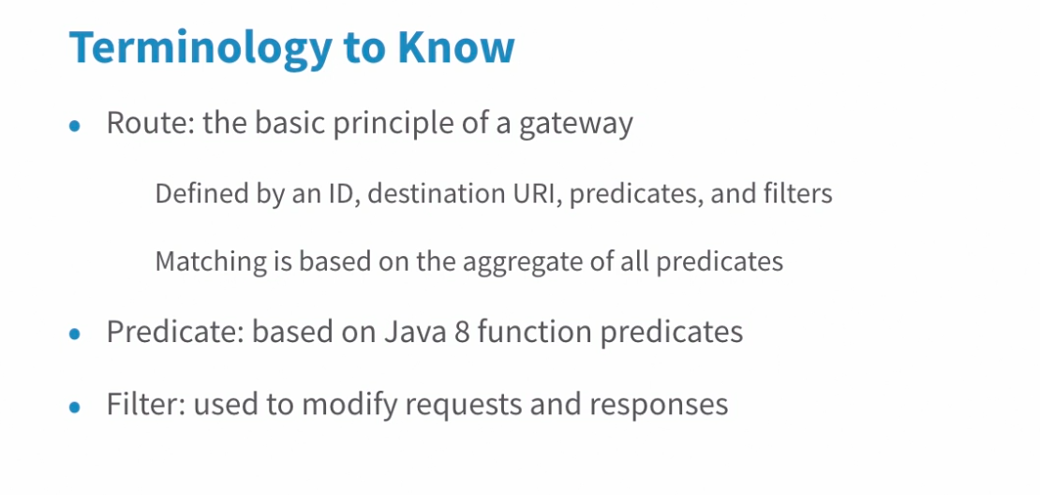 Terminology to Know
• Route: the basic principle of a gateway
Defined by an ID, destination URI, predicates, and filters
Matching is based on the aggregate of all predicates
• Predicate: based on Java 8 function predicates
• Filter: used to modify requests and responses